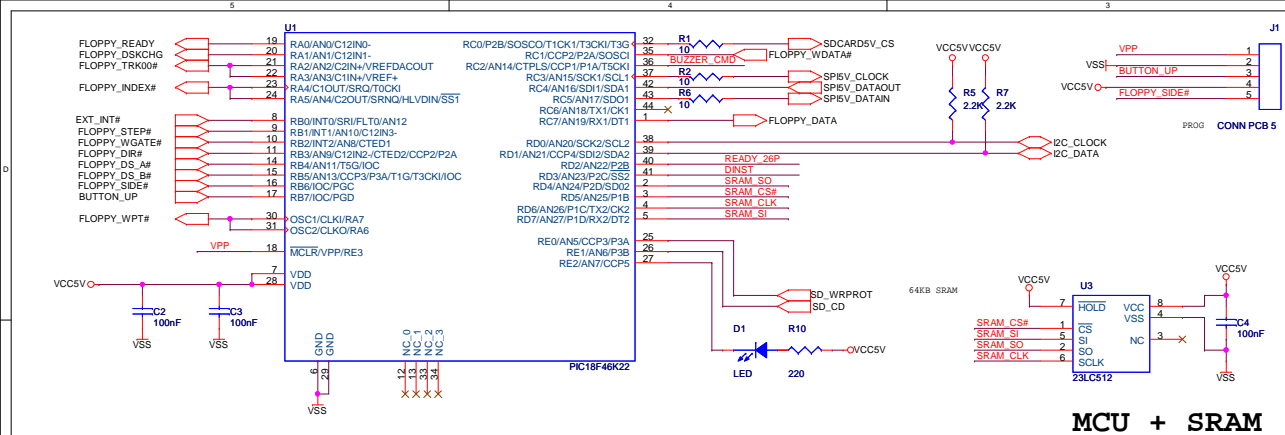 5 4 3
D
U1
FLOPPY_READY 19 RA0/AN0/C12IN0-
FLOPPY_DSKCHG 20 RA1/AN1/C12IN1-
FLOPPY_TRK00# 21 RA2/AN2/C2IN+/VREFDACOUT
22 RA3/AN3/C1IN+/VREF+
FLOPPY_INDEX# 23 RA4/C1OUT/SRQ/T0CKI
24 RA5/AN4/C2OUT/SRNQ/HLVDIN/SS1
EXT_INT# 8 RB0/INT0/SRI/FLT0/AN12
FLOPPY_STEP# 9 RB1/INT1/AN10/C12IN3-
FLOPPY_WGATE# 10 RB2/INT2/AN8/CTED1
FLOPPY_DIR# 11 RB3/AN9/C12IN2-/CTED2/CCP2/P2A
FLOPPY_DS_A# 14 RB4/AN11/T5G/IOC
FLOPPY_DS_B# 15 RB5/AN13/CCP3/P3A/T1G/T3CKI/IOC
FLOPPY_SIDE# 16 RB6/IOC/PGC
BUTTON_UP 17 RB7/IOC/PGD
FLOPPY_WPT# 30 OSC1/CLKI/RA7
31 OSC2/CLKO/RA6
VPP 18 MCLR/VPP/RE3
7 VDD
VCC5V 28 VDD
C2 100nF VSS
C3 100nF VSS
GND GND NC_0 NC_1 NC_2 NC_3
6 29 12 13 33 34
VSS
PIC18F46K22
RC0/P2B/SOSCO/T1CK1/T3CKI/T3G 32 R1 10 SDCARD5V_CS
RC1/CCP2/P2A/SOSCI 35 FLOPPY_WDATA#
RC2/AN14/CTPLS/CCP1/P1A/T5CKI 36 BUZZER_CMD
RC3/AN15/SCK1/SCL1 37 R2 10 SPI5V_CLOCK
RC4/AN16/SDI1/SDA1 42 SPI5V_DATAOUT
RC5/AN17/SDO1 43 R6 10 SPI5V_DATAIN
RC6/AN18/TX1/CK1 44
RC7/AN19/RX1/DT1 1 FLOPPY_DATA
RD0/AN20/SCK2/SCL2 38 I2C_CLOCK
RD1/AN21/CCP4/SDI2/SDA2 39 I2C_DATA
RD2/AN22/P2B 40 READY_26P
RD3/AN23/P2C/SS2 41 DINST
RD4/AN24/P2D/SD02 2 SRAM_SO
RD5/AN25/P1B 3 SRAM_CS#
RD6/AN26/P1C/TX2/CK2 4 SRAM_CLK
RD7/AN27/P1D/RX2/DT2 5 SRAM_SI
RE0/AN5/CCP3/P3A 25 SD_WRPROT
RE1/AN6/P3B 26 SD_CD
RE2/AN7/CCP5 27
D1 LED R10 220 VCC5V
VCC5V VCC5V
R5 2.2K R7 2.2K
J1
VPP 1
VSS 2
BUTTON_UP 3
VCC5V 4
FLOPPY_SIDE# 5
PROG CONN PCB 5
64KB SRAM
VCC5V U3 VCC5V
7 HOLD VCC 8
VSS 4
SRAM_CS# 1 CS
SRAM_SI 5 SI NC 3
SRAM_SO 2 SO
SRAM_CLK 6 SCLK
23LC512
C4 100nF
VSS
MCU + SRAM